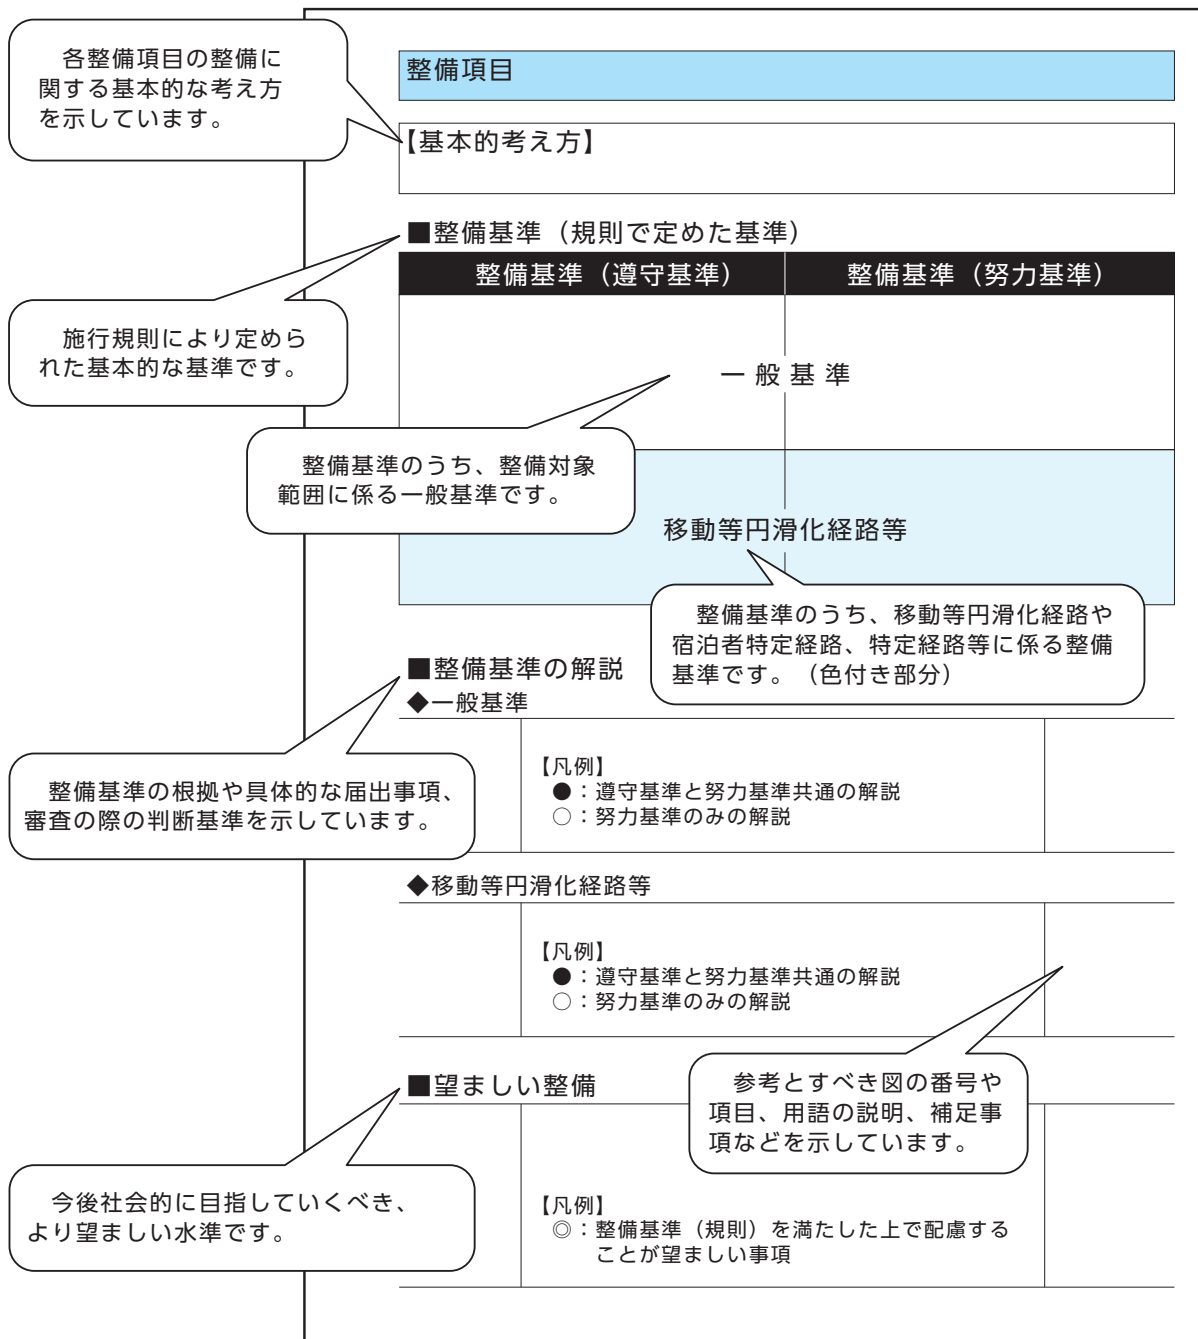 各整備項目の整備に
関する基本的な考え方
を示しています。
整備項目
【基本的考え方】
■整備基準（規則で定めた基準）
整備基準（遵守基準）
整備基準（努力基準）
施行規則により定めら
れた基本的な基準です。
一般基準
整備基準のうち、整備対象
範囲に係る一般基準です。
移動等円滑化経路等
整備基準のうち、移動等円滑化経路や
宿泊者特定経路、特定経路等に係る整備
基準です。（色付き部分）
■整備基準の解説
◆一般基準
整備基準の根拠や具体的な届出事項、
審査の際の判断基準を示しています。
【凡例】
●：遵守基準と努力基準共通の解説
○：努力基準のみの解説
◆移動等円滑化経路等
【凡例】
●：遵守基準と努力基準共通の解説
○：努力基準のみの解説
参考とすべき図の番号や
項目、用語の説明、補足事
項などを示しています。
■望ましい整備
今後社会的に目指していくべき、
より望ましい水準です。
【凡例】
◎：整備基準（規則）を満たした上で配慮する
ことが望ましい事項